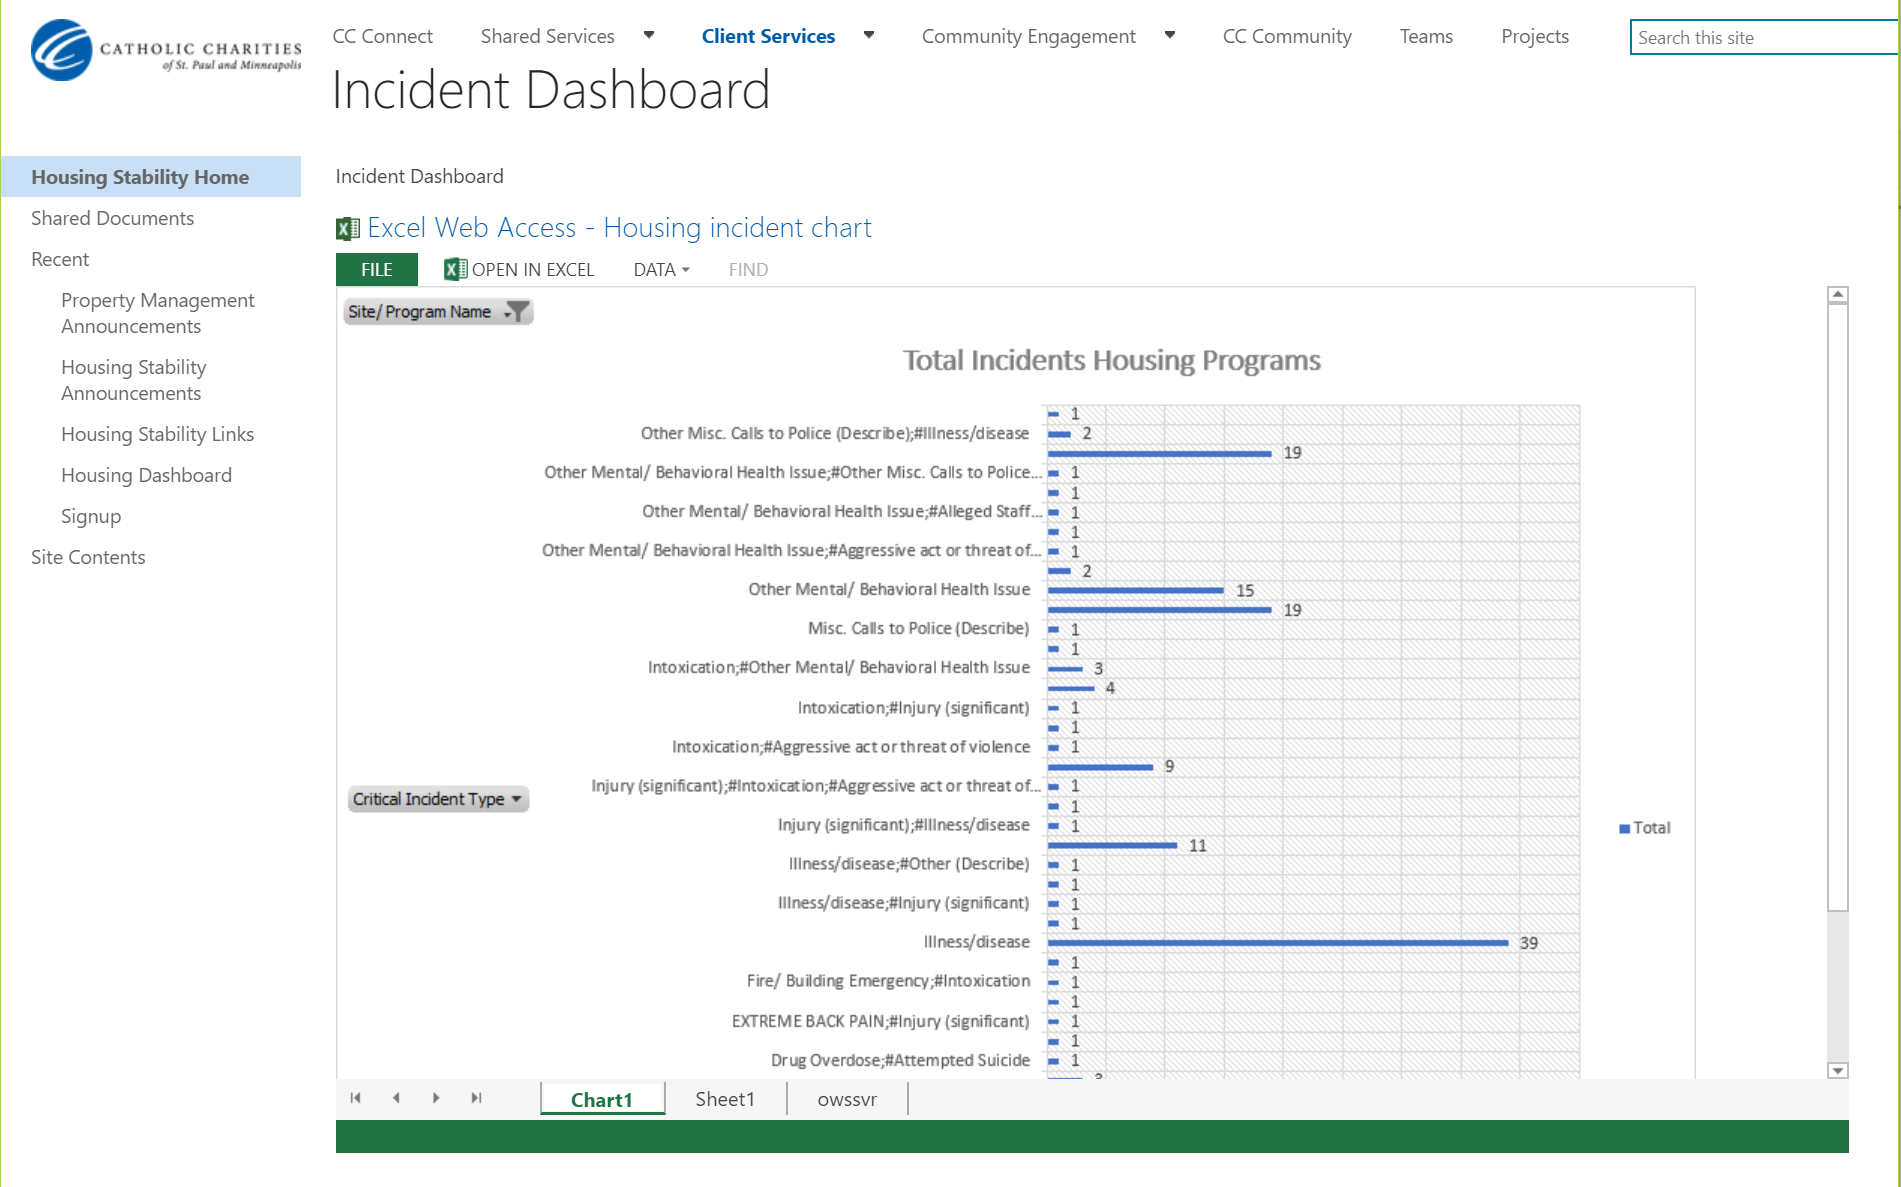 CATHOLIC CHARITIES
of St. Paul and Minneapolis
CC Connect
Shared Services
Client Services
Community Engagement
CC Community
Teams
Projects
Search this site
Incident Dashboard
Housing Stability Home
Shared Documents
Recent
Property Management
Announcements
Housing Stability
Announcements
Housing Stability Links
Housing Dashboard
Signup
Site Contents
Incident Dashboard
Excel Web Access - Housing incident chart
FILE
OPEN IN EXCEL
DATA
FIND
Site/ Program Name
Total Incidents Housing Programs
1
Other Misc. Calls to Police (Describe);#Illness/disease 2
19
Other Mental/ Behavioral Health Issue;#Other Misc. Calls to Police... 1
1
Other Mental/ Behavioral Health Issue;#Alleged Staff... 1
1
Other Mental/ Behavioral Health Issue;#Aggressive act or threat of... 1
2
Other Mental/ Behavioral Health Issue 15
19
Misc. Calls to Police (Describe) 1
1
Intoxication;#Other Mental/ Behavioral Health Issue 3
4
Intoxication;#Injury (significant) 1
1
Intoxication;#Aggressive act or threat of violence 1
9
Injury (significant);#Intoxication;#Aggressive act or threat of... 1
Critical Incident Type
1
Injury (significant);#Illness/disease 1
Total
11
Illness/disease;#Other (Describe) 1
1
Illness/disease;#Injury (significant) 1
1
Illness/disease 39
1
Fire/ Building Emergency;#Intoxication 1
1
EXTREME BACK PAIN;#Injury (significant) 1
1
Drug Overdose;#Attempted Suicide 1
Chart1
Sheet1
owssvr